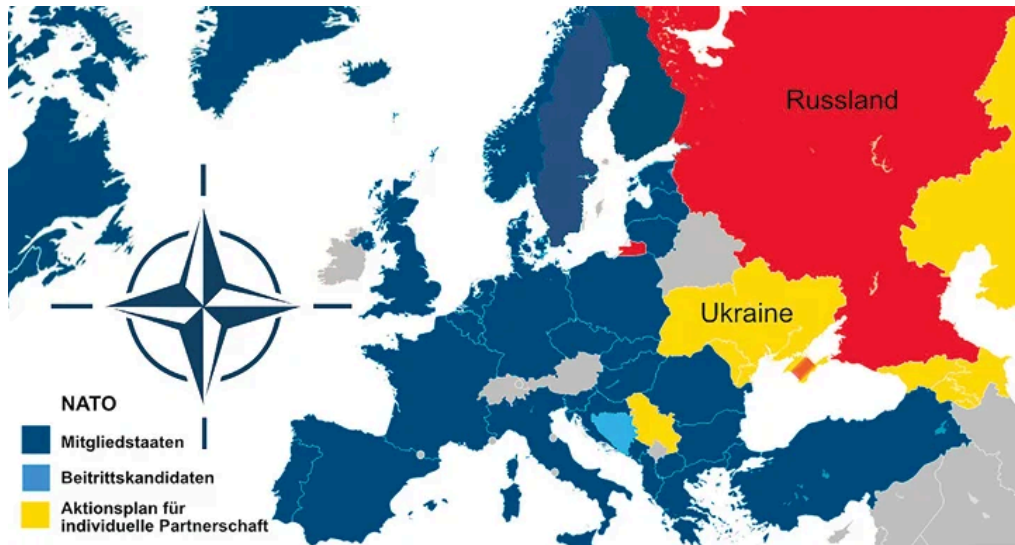 Russland
Ukraine
NATO
Mitgliedstaaten
Beitrittskandidaten
Aktionsplan für
individuelle Partnerschaft